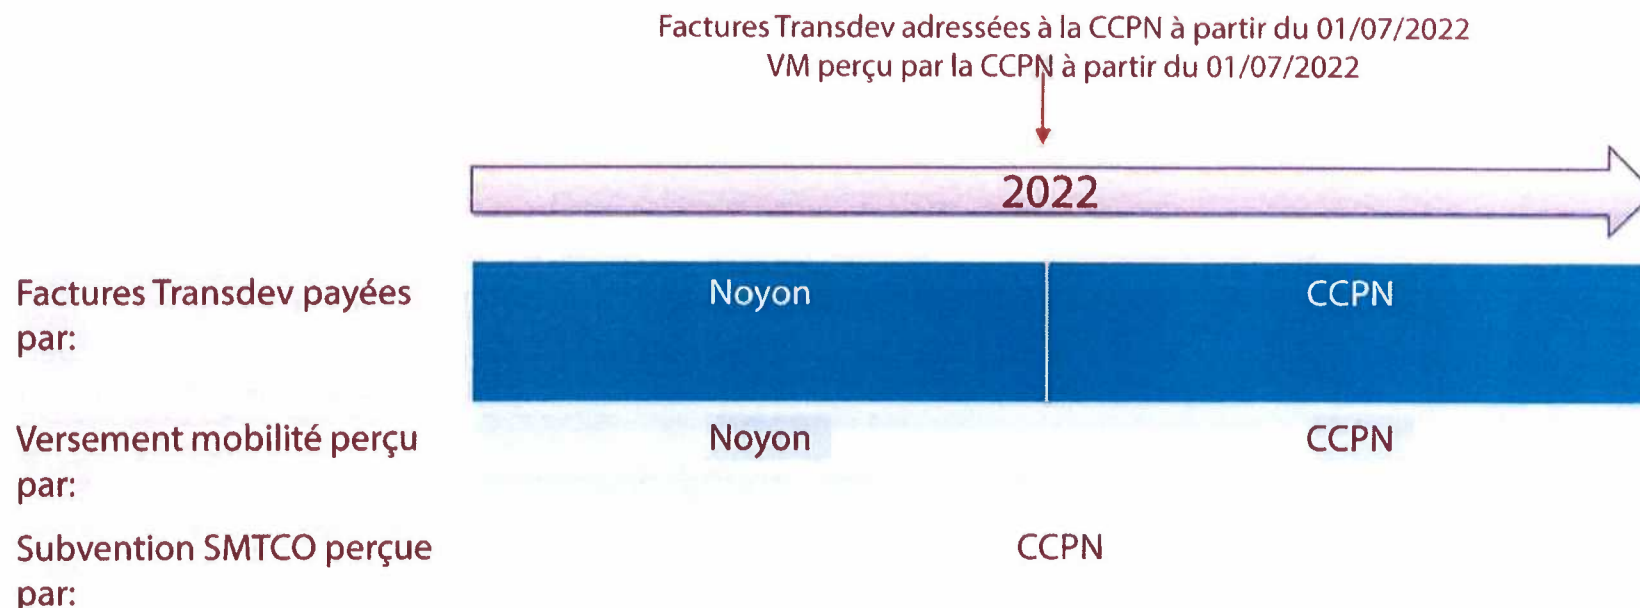 Factures Transdev adressées à la CCPN à partir du 01/07/2022
VM perçu par la CCPN à partir du 01/07/2022
2022
Factures Transdev payées
par:
Noyon
CCPN
Versement mobilité perçu
par:
Noyon
CCPN
Subvention SMTCO perçue
par:
CCPN